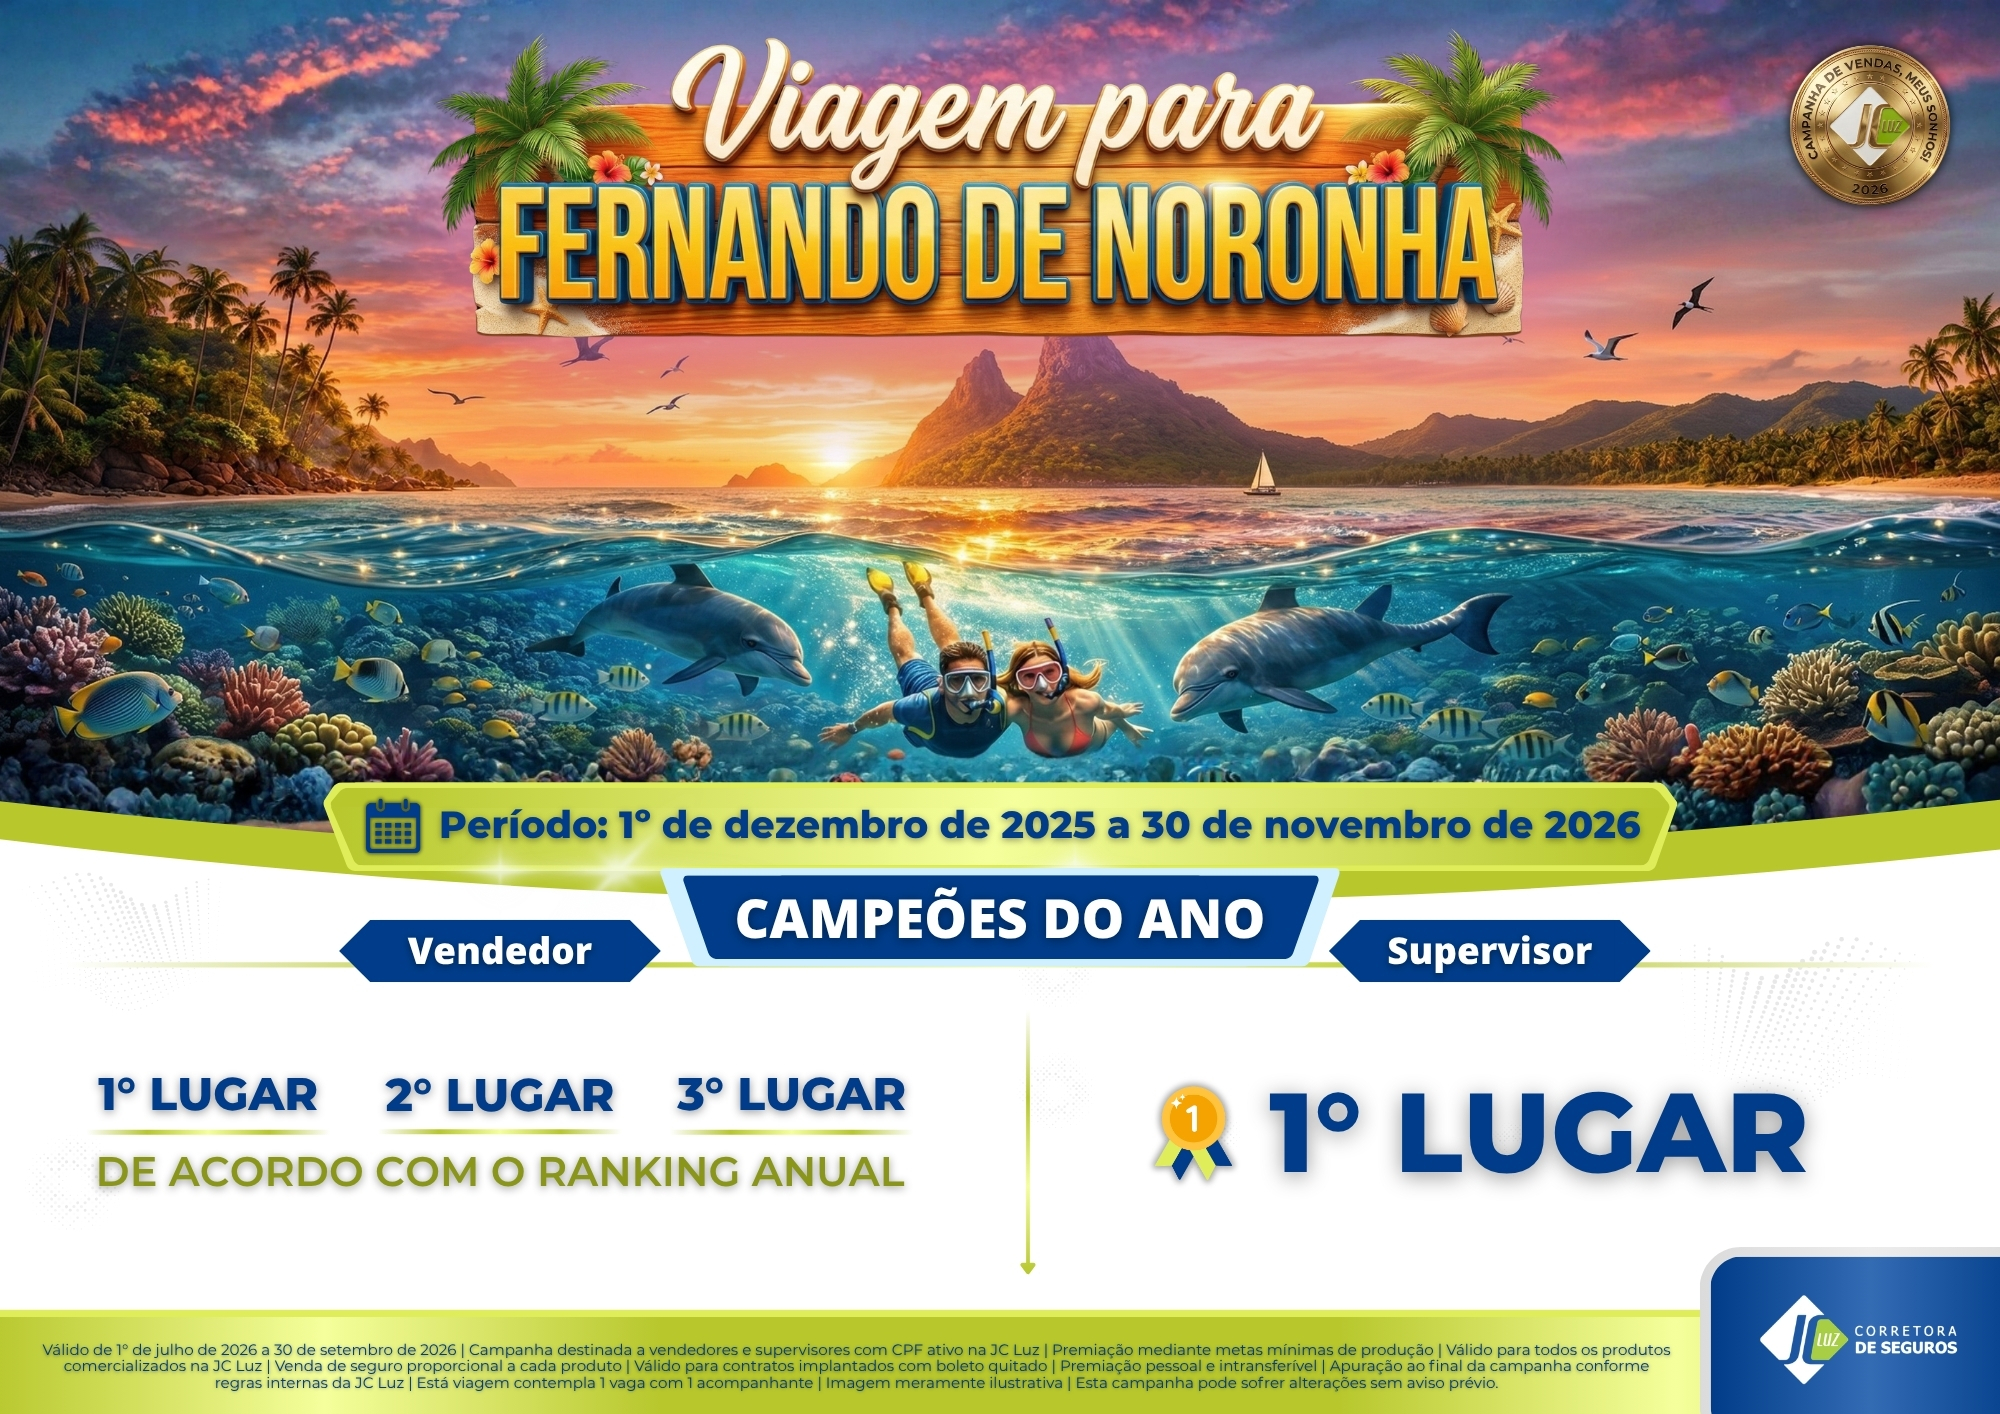 Viagem para
FERNANDO DE NORONHA
CAMPANHA DE VENDAS, MEUS SONHOS!
JC LUZ
2026
Período: 1º de dezembro de 2025 a 30 de novembro de 2026
CAMPEÕES DO ANO
Vendedor
Supervisor
1° LUGAR
2° LUGAR
3° LUGAR
DE ACORDO COM O RANKING ANUAL
1
1° LUGAR
Válido de 1° de julho de 2026 a 30 de setembro de 2026 | Campanha destinada a vendedores e supervisores com CPF ativo na JC Luz | Premiação mediante metas mínimas de produção | Válido para todos os produtos
comercializados na JC Luz | Venda de seguro proporcional a cada produto | Válido para contratos implantados com boleto quitado | Premiação pessoal e intransferível | Apuração ao final da campanha conforme
regras internas da JC Luz | Está viagem contempla 1 vaga com 1 acompanhante | Imagem meramente ilustrativa | Esta campanha pode sofrer alterações sem aviso prévio.
JC LUZ
CORRETORA
DE SEGUROS